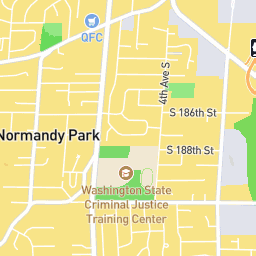 QFC
4th Ave S
S 186th St
Normandy Park
S 188th St
Washington State
Criminal Justice
Training Center